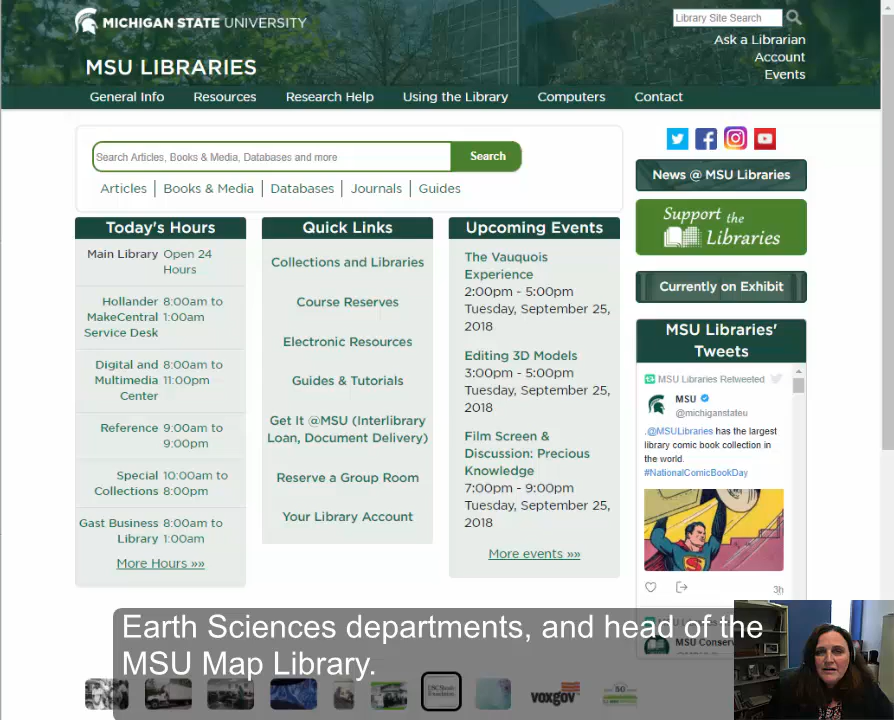 MICHIGAN STATE UNIVERSITY
Library Site Search
Ask a Librarian
Account
Events
MSU LIBRARIES
General Info
Resources
Research Help
Using the Library
Computers
Contact
Search Articles, Books & Media, Databases and more
Search
Articles | Books & Media | Databases | Journals | Guides
Today's Hours
Main Library Open 24
Hours
Hollander 8:00am to
MakeCentral 1:00am
Service Desk
Digital and 8:00am to
Multimedia 11:00pm
Center
Reference 9:00am to
9:00pm
Special 10:00am to
Collections 8:00pm
Gast Business 8:00am to
Library 1:00am
More Hours »»
Quick Links
Collections and Libraries
Course Reserves
Electronic Resources
Guides & Tutorials
Get It @MSU (Interlibrary
Loan, Document Delivery)
Reserve a Group Room
Your Library Account
Upcoming Events
The Vauquois
Experience
2:00pm - 5:00pm
Tuesday, September 25,
2018
Editing 3D Models
3:00pm - 5:00pm
Tuesday, September 25,
2018
Film Screen &
Discussion: Precious
Knowledge
7:00pm - 9:00pm
Tuesday, September 25,
2018
More events »»
News @ MSU Libraries
Support the
Libraries
Currently on Exhibit
MSU Libraries'
Tweets
MSU Libraries Retweeted
MSU
@michiganstateu
.@MSULibraries has the largest
library comic book collection in
the world.
#NationalComicBookDay
3h
MSU Conserv
Earth Sciences departments, and head of the
MSU Map Library.
voxgov
50